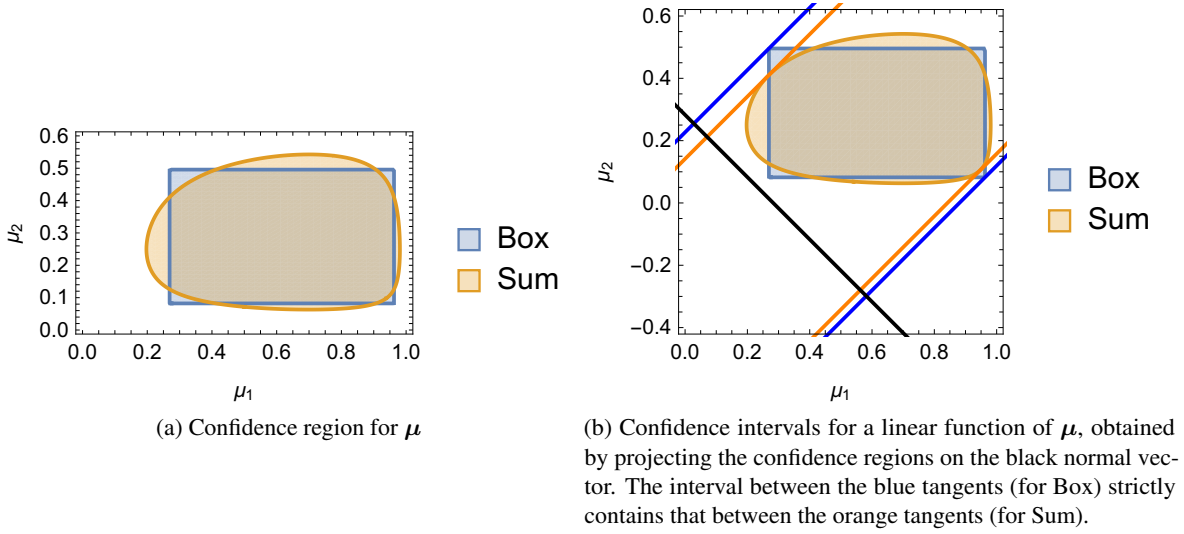 0.6
0.5
0.4
0.3
0.2
0.1
0.0
μ2
0.0 0.2 0.4 0.6 0.8 1.0
μ1
Box
Sum
(a) Confidence region for μ
0.6
0.4
0.2
0.0
−0.2
−0.4
μ2
0.0 0.2 0.4 0.6 0.8 1.0
μ1
Box
Sum
(b) Confidence intervals for a linear function of μ, obtained
by projecting the confidence regions on the black normal vec-
tor. The interval between the blue tangents (for Box) strictly
contains that between the orange tangents (for Sum).